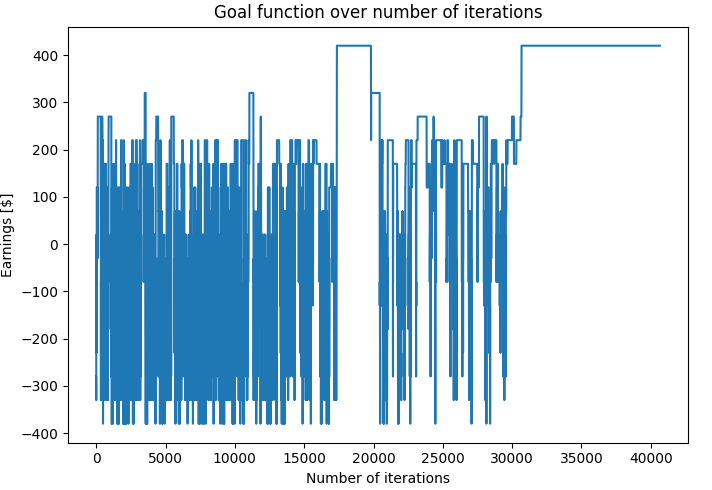 Goal function over number of iterations
Earnings [$]
400
300
200
100
0
−100
−200
−300
−400
0 5000 10000 15000 20000 25000 30000 35000 40000
Number of iterations